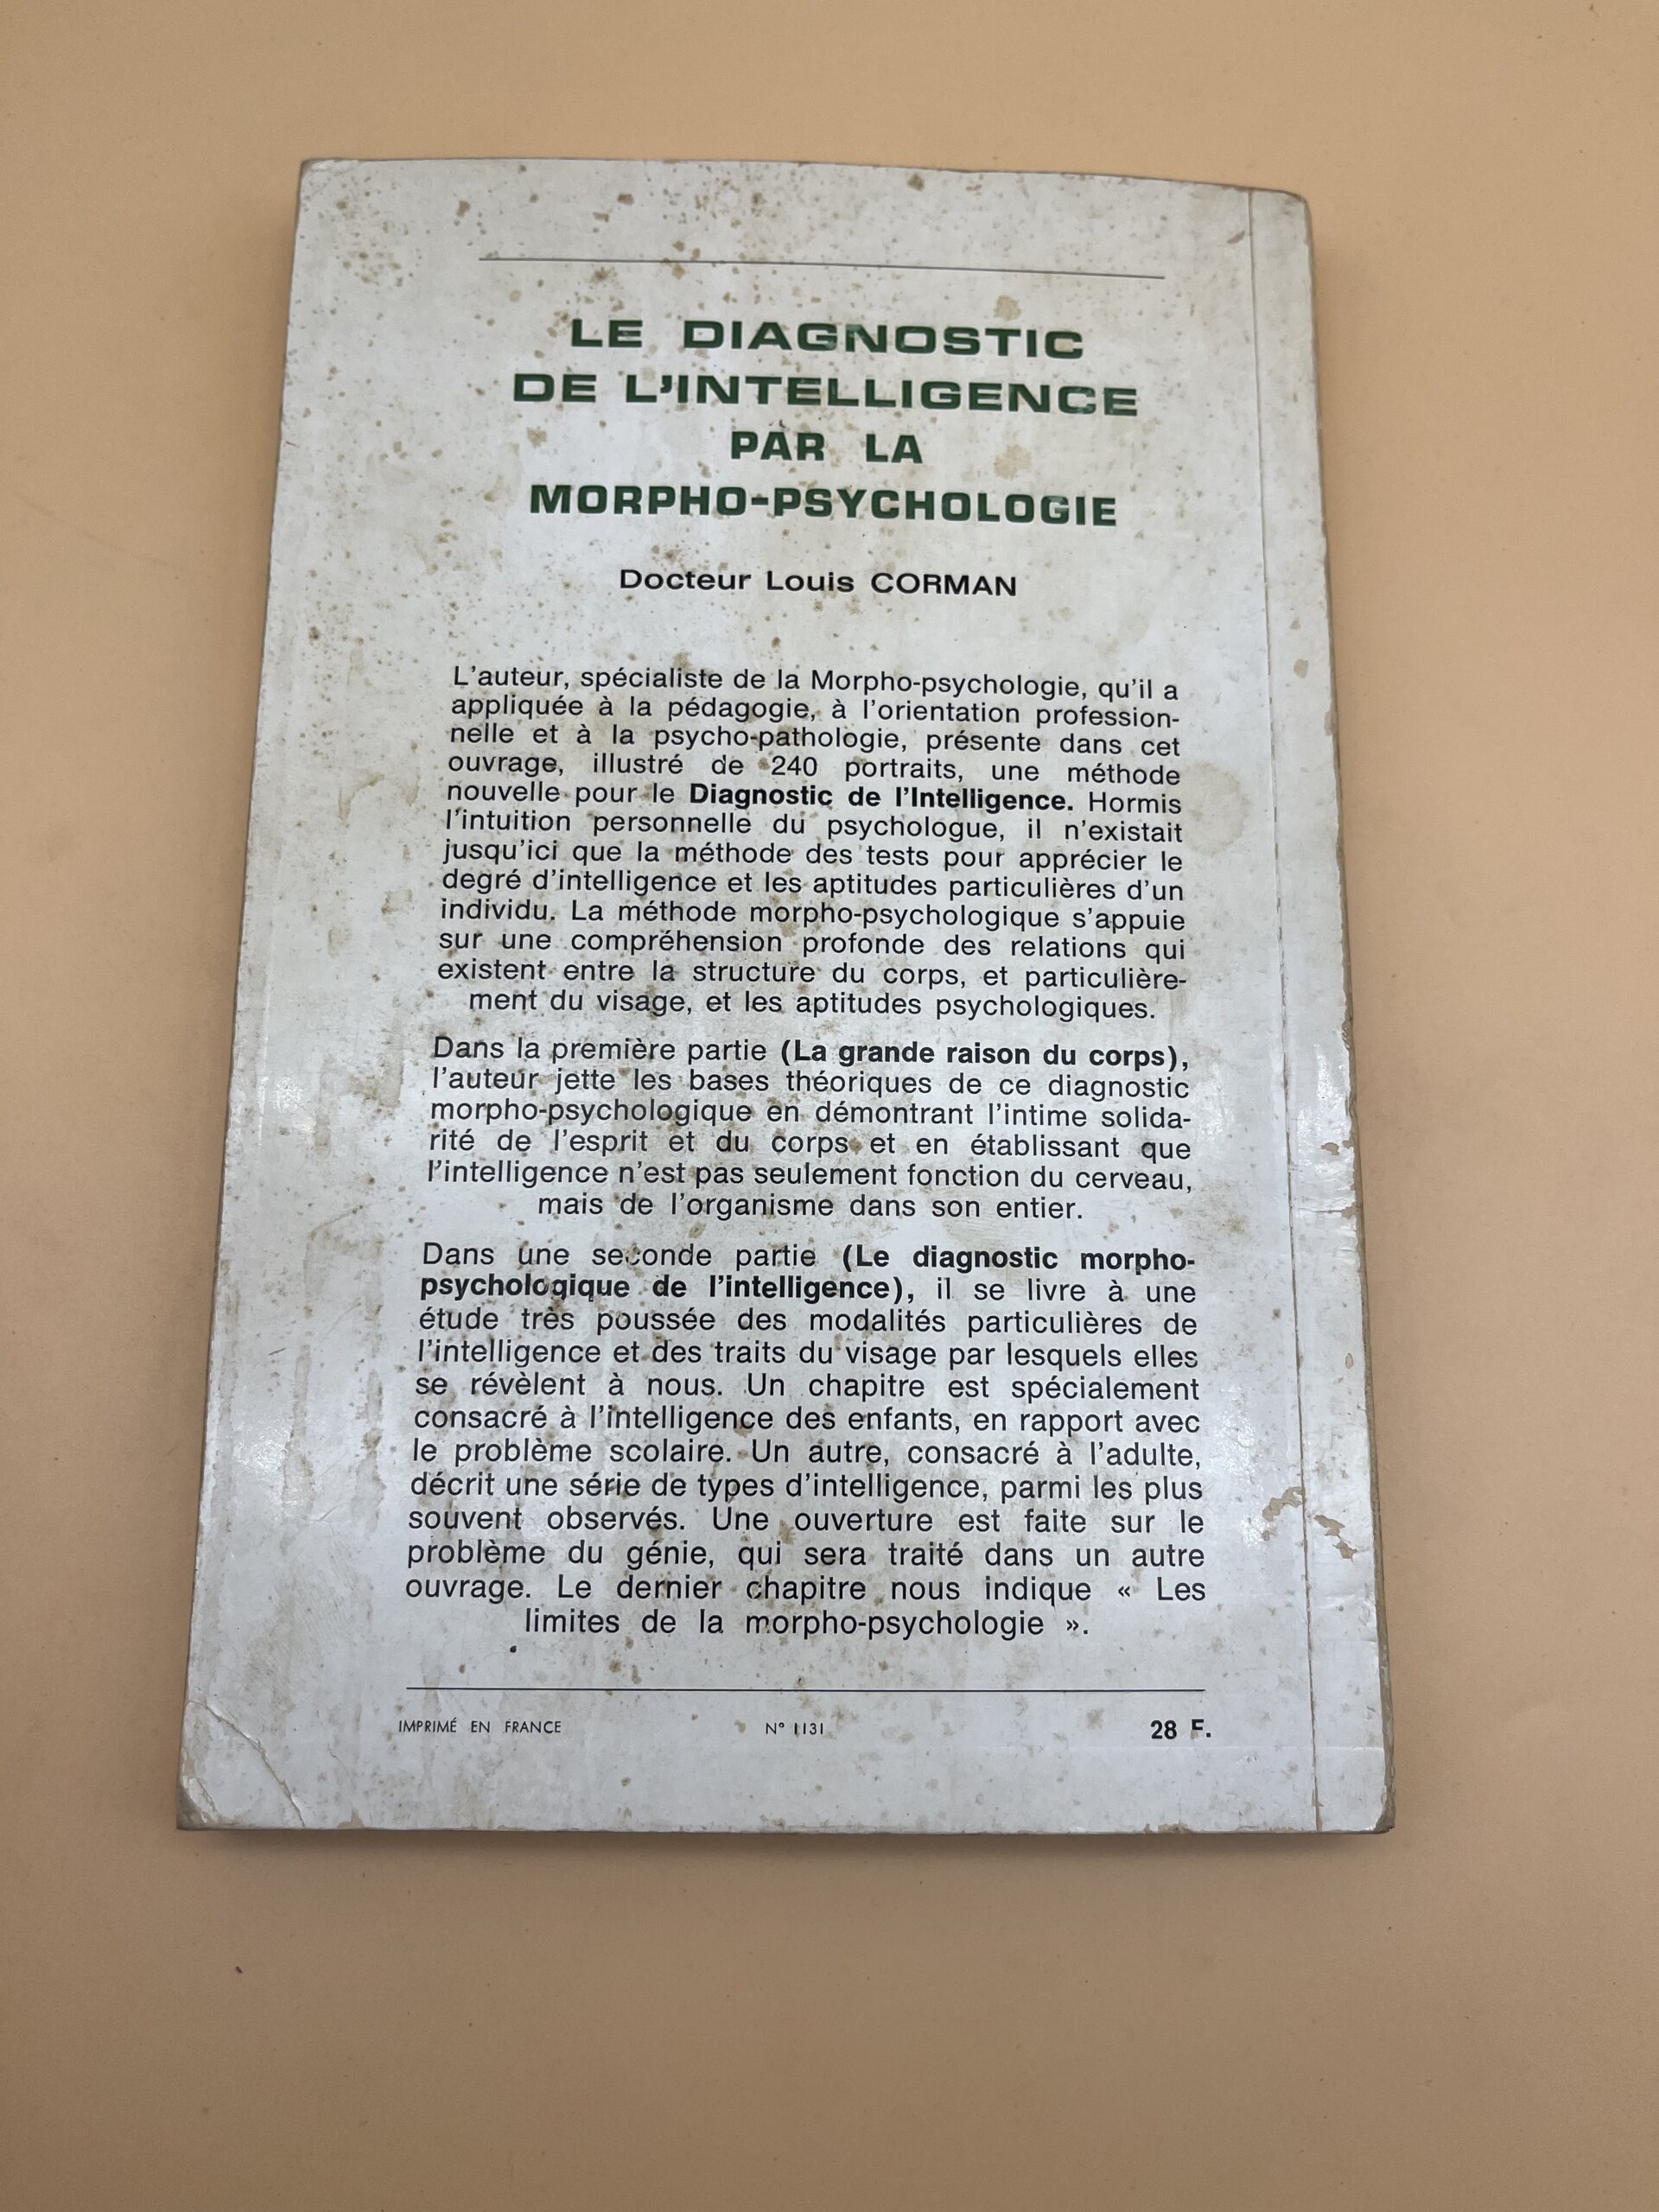 LE DIAGNOSTIC
DE L'INTELLIGENCE
PAR LA
MORPHO-PSYCHOLOGIE
Docteur Louis CORMAN
L'auteur, spécialiste de la Morpho-psychologie, qu'il a
appliquée à la pédagogie, à l'orientation profession-
nelle et à la psycho-pathologie, présente dans cet
ouvrage, illustré de 240 portraits, une méthode
nouvelle pour le Diagnostic de l'Intelligence. Hormis
l'intuition personnelle du psychologue, il n'existait
jusqu'ici que la méthode des tests pour apprécier le
degré d'intelligence et les aptitudes particulières d'un
individu. La méthode morpho-psychologique s'appuie
sur une compréhension profonde des relations qui
existent entre la structure du corps, et particulière-
ment du visage, et les aptitudes psychologiques.
Dans la première partie (La grande raison du corps),
l'auteur jette les bases théoriques de ce diagnostic
morpho-psychologique en démontrant l'intime solida-
rité de l'esprit et du corps et en établissant que
l'intelligence n'est pas seulement fonction du cerveau,
mais de l'organisme dans son entier.
Dans une seconde partie (Le diagnostic morpho-
psychologique de l'intelligence), il se livre à une
étude très poussée des modalités particulières de
l'intelligence et des traits du visage par lesquels elles
se révèlent à nous. Un chapitre est spécialement
consacré à l'intelligence des enfants, en rapport avec
le problème scolaire. Un autre, consacré à l'adulte,
décrit une série de types d'intelligence, parmi les plus
souvent observés. Une ouverture est faite sur le
problème du génie, qui sera traité dans un autre
ouvrage. Le dernier chapitre nous indique « Les
limites de la morpho-psychologie ».
IMPRIMÉ EN FRANCE N° 1131 28 F.